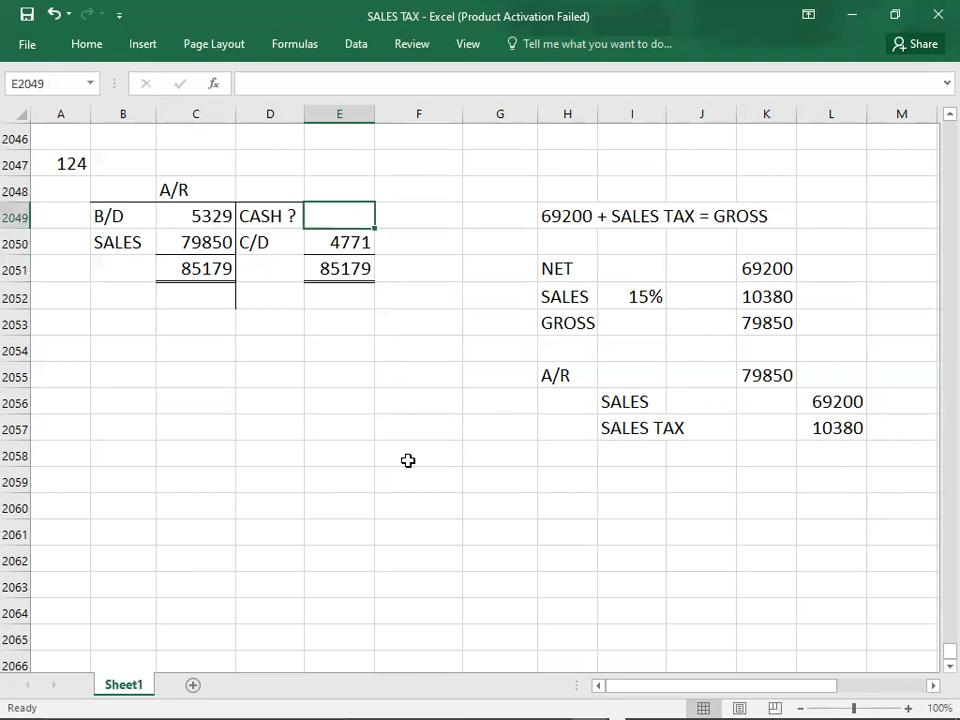 SALES TAX - Excel (Product Activation Failed)
File Home Insert Page Layout Formulas Data Review View Tell me what you want to do... Share
E2049 fx
A B C D E F G H I J K L M
2046
2047 124
2048 A/R
2049 B/D 5329 CASH ? 69200 + SALES TAX = GROSS
2050 SALES 79850 C/D 4771
2051 85179 85179 NET 69200
2052 SALES 15% 10380
2053 GROSS 79850
2054
2055 A/R 79850
2056 SALES 69200
2057 SALES TAX 10380
2058
2059
2060
2061
2062
2063
2064
2065
2066
Sheet1
Ready 100%